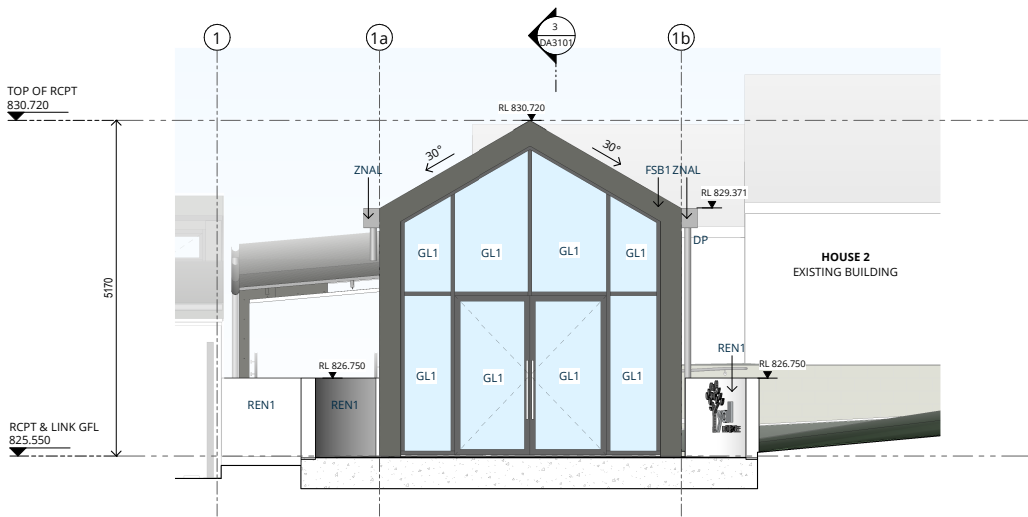 1
1a
3
DA3101
1b
TOP OF RCPT
830.720
RL 830.720
30°
30°
ZNAL
FSB1
ZNAL
RL 829.371
DP
GL1
GL1
GL1
GL1
HOUSE 2
EXISTING BUILDING
5170
REN1
RL 826.750
RL 826.750
GL1
GL1
GL1
GL1
REN1
REN1
RCPT & LINK GFL
825.550